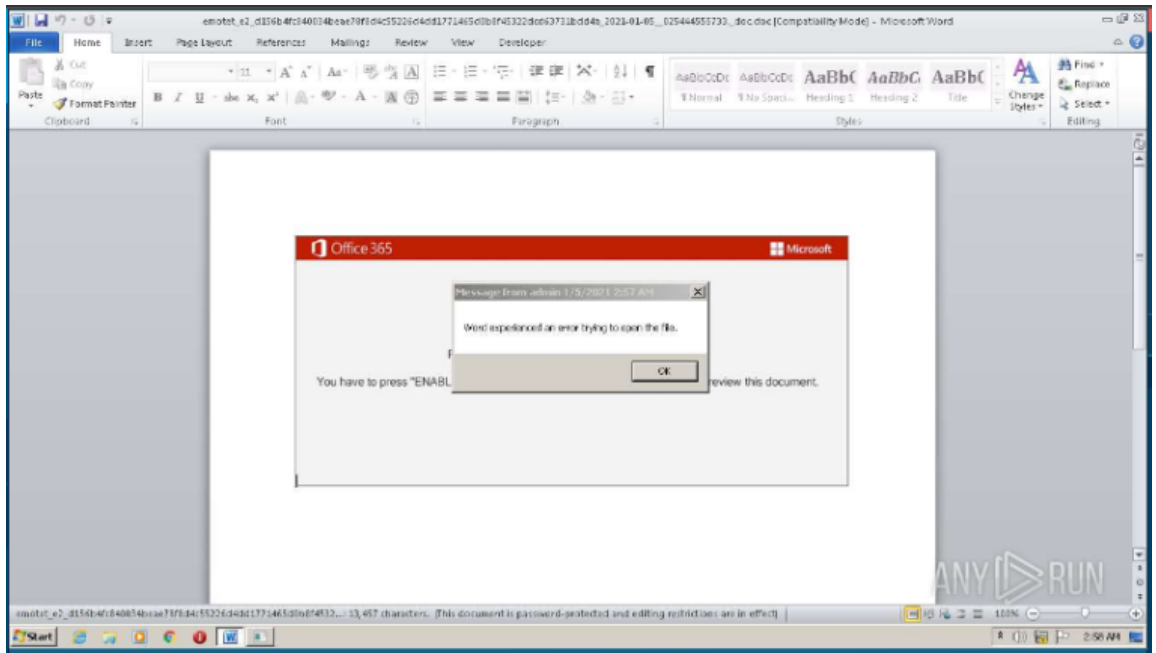 emotet_e2_d156b4fc840034beae78f8d4c55226d4dd1771465d0b8f45322dcd63731bdd4b_2021-01-05__025444555733._doc.doc [Compatibility Mode] - Microsoft Word
File Home Insert Page Layout References Mailings Review View Developer
Cut
Copy
Paste
Format Painter
Clipboard
11
Font
Paragraph
AaBbCcDc AaBbCcDc AaBbC AaBbC AaBbC
¶ Normal ¶ No Spaci... Heading 1 Heading 2 Title
Change
Styles
Styles
Find
Replace
Select
Editing
Office 365
Microsoft
Message from admin 1/5/2021 2:57 AM
Word experienced an error trying to open the file.
OK
You have to press "ENABL
review this document.
ANY RUN
13,457 characters. (This document is password-protected and editing restrictions are in effect)
100%
Start
2:58 AM